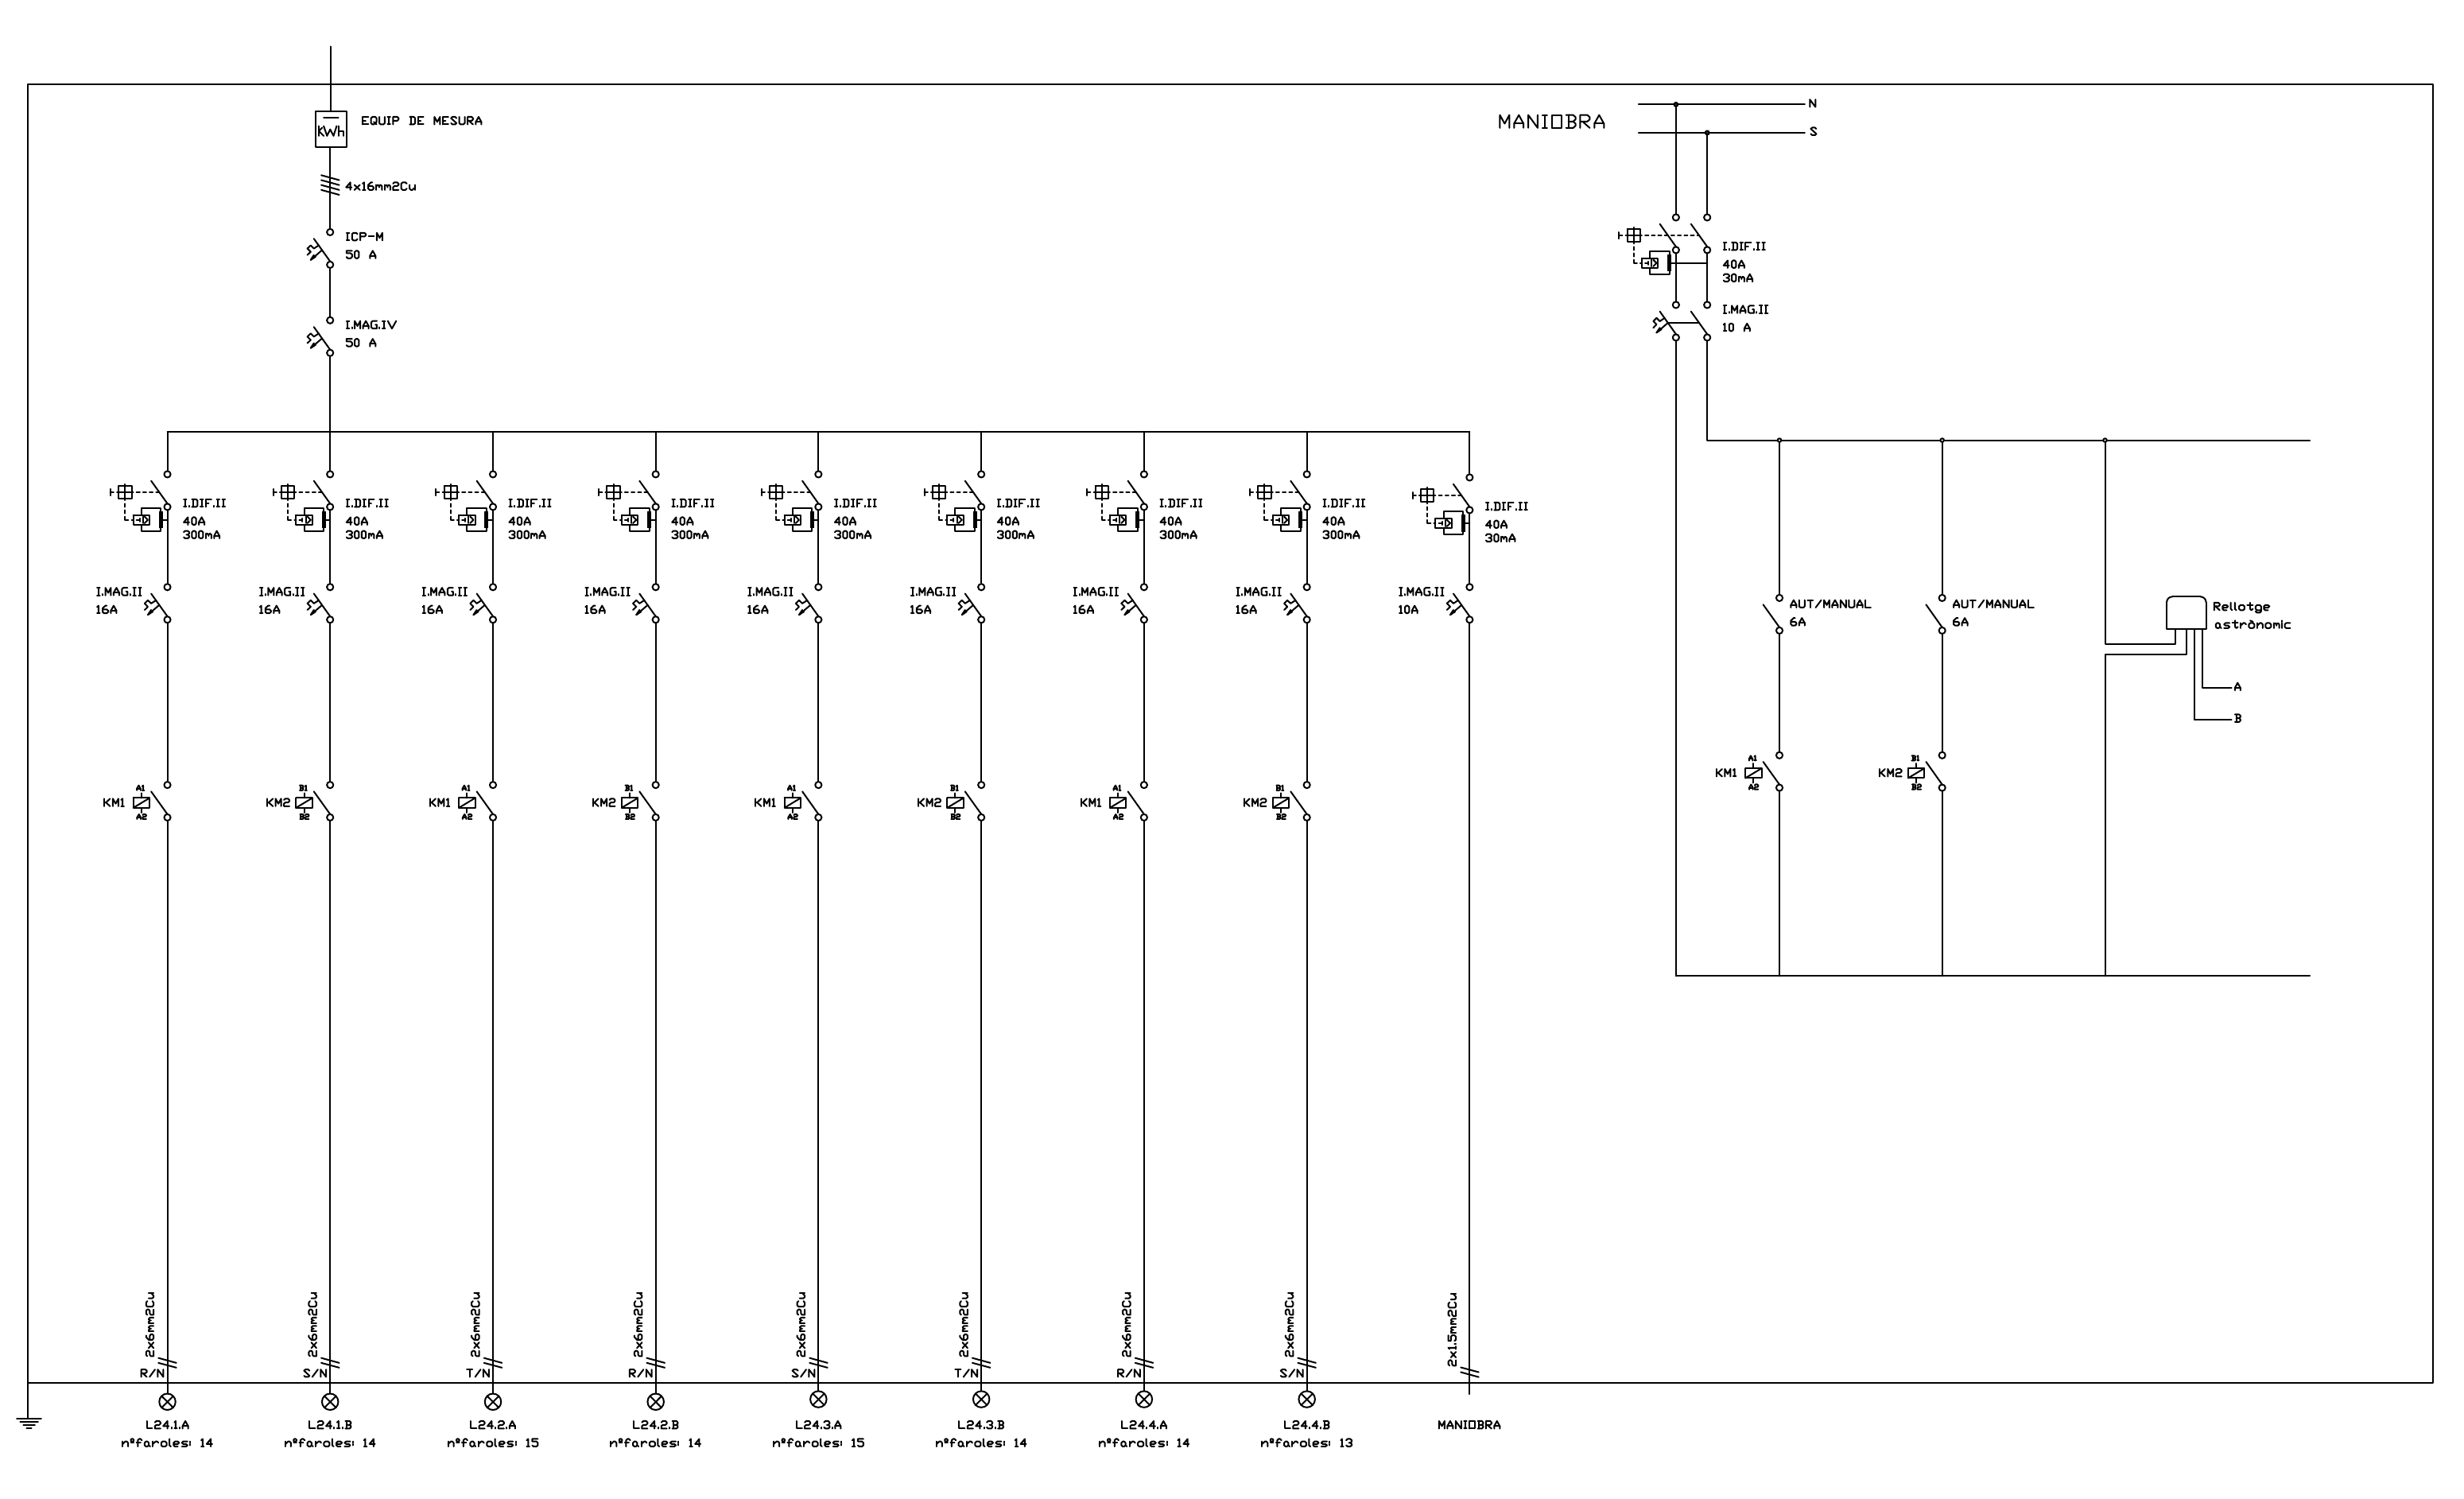 KWh
EQUIP DE MESURA
4x16mm2Cu
ICP-M
50 A
I.MAG.IV
50 A
I.DIF.II
40A
300mA
I.MAG.II
16A
KM1
A1
A2
2x6mm2Cu
R/N
L24.1.A
nºfaroles: 14
I.DIF.II
40A
300mA
I.MAG.II
16A
KM2
B1
B2
2x6mm2Cu
S/N
L24.1.B
nºfaroles: 14
I.DIF.II
40A
300mA
I.MAG.II
16A
KM1
A1
A2
2x6mm2Cu
T/N
L24.2.A
nºfaroles: 15
I.DIF.II
40A
300mA
I.MAG.II
16A
KM2
B1
B2
2x6mm2Cu
R/N
L24.2.B
nºfaroles: 14
I.DIF.II
40A
300mA
I.MAG.II
16A
KM1
A1
A2
2x6mm2Cu
S/N
L24.3.A
nºfaroles: 15
I.DIF.II
40A
300mA
I.MAG.II
16A
KM2
B1
B2
2x6mm2Cu
T/N
L24.3.B
nºfaroles: 14
I.DIF.II
40A
300mA
I.MAG.II
16A
KM1
A1
A2
2x6mm2Cu
R/N
L24.4.A
nºfaroles: 14
I.DIF.II
40A
300mA
I.MAG.II
16A
KM2
B1
B2
2x6mm2Cu
S/N
L24.4.B
nºfaroles: 13
I.DIF.II
40A
30mA
I.MAG.II
10A
2x1.5mm2Cu
MANIOBRA
MANIOBRA
N
S
I.DIF.II
40A
30mA
I.MAG.II
10 A
AUT/MANUAL
6A
KM1
A1
A2
AUT/MANUAL
6A
KM2
B1
B2
Rellotge
astrònomic
A
B